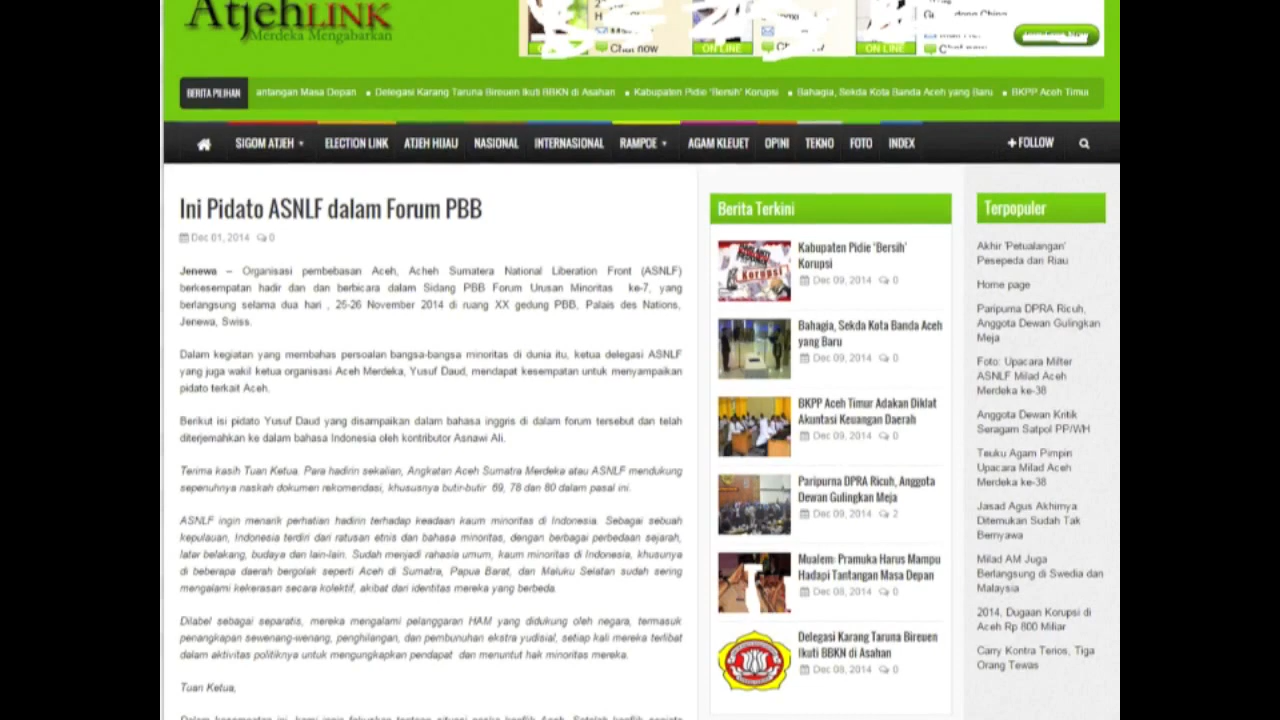 AtjehLINK
Merdeka Mengabarkan
Chat now
ON LINE
ON LINE
BERITA PILIHAN
antangan Masa Depan
Delegasi Karang Taruna Bireuen Ikuti BBKN di Asahan
Kabupaten Pidie 'Bersih' Korupsi
Bahagia, Sekda Kota Banda Aceh yang Baru
BKPP Aceh Timur
SIGOM ATJEH
ELECTION LINK
ATJEH HIJAU
NASIONAL
INTERNASIONAL
RAMPOE
AGAM KLEUET
OPINI
TEKNO
FOTO
INDEX
+ FOLLOW
Ini Pidato ASNLF dalam Forum PBB
Dec 01, 2014 0
Jenewa – Organisasi pembebasan Aceh, Acheh Sumatera National Liberation Front (ASNLF)
berkesempatan hadir dan dan berbicara dalam Sidang PBB Forum Urusan Minoritas ke-7, yang
berlangsung selama dua hari , 25-26 November 2014 di ruang XX gedung PBB, Palais des Nations,
Jenewa, Swiss.
Dalam kegiatan yang membahas persoalan bangsa-bangsa minoritas di dunia itu, ketua delegasi ASNLF
yang juga wakil ketua organisasi Aceh Merdeka, Yusuf Daud, mendapat kesempatan untuk menyampaikan
pidato terkait Aceh.
Berikut isi pidato Yusuf Daud yang disampaikan dalam bahasa inggris di dalam forum tersebut dan telah
diterjemahkan ke dalam bahasa Indonesia oleh kontributor Asnawi Ali.
Terima kasih Tuan Ketua. Para hadirin sekalian, Angkatan Aceh Sumatra Merdeka atau ASNLF mendukung
sepenuhnya naskah dokumen rekomendasi, khususnya butir-butir 69, 78 dan 80 dalam pasal ini.
ASNLF ingin menarik perhatian hadirin terhadap keadaan kaum minoritas di Indonesia. Sebagai sebuah
kepulauan, Indonesia terdiri dari ratusan etnis dan bahasa minoritas, dengan berbagai perbedaan sejarah,
latar belakang, budaya dan lain-lain. Sudah menjadi rahasia umum, kaum minoritas di Indonesia, khusunya
di beberapa daerah bergolak seperti Aceh di Sumatra, Papua Barat, dan Maluku Selatan sudah sering
mengalami kekerasan secara kolektif, akibat dari identitas mereka yang berbeda.
Dilabel sebagai separatis, mereka mengalami pelanggaran HAM yang didukung oleh negara, termasuk
penangkapan sewenang-wenang, penghilangan, dan pembunuhan ekstra yudisial, setiap kali mereka terlibat
dalam aktivitas politiknya untuk mengungkapkan pendapat dan menuntut hak minoritas mereka.
Tuan Ketua,
Dalam kesempatan ini, kami ingin
Berita Terkini
Kabupaten Pidie 'Bersih'
Korupsi
Dec 09, 2014 0
Bahagia, Sekda Kota Banda Aceh
yang Baru
Dec 09, 2014 0
BKPP Aceh Timur Adakan Diklat
Akuntasi Keuangan Daerah
Dec 09, 2014 0
Paripurna DPRA Ricuh, Anggota
Dewan Gulingkan Meja
Dec 09, 2014 2
Mualem: Pramuka Harus Mampu
Hadapi Tantangan Masa Depan
Dec 08, 2014 0
Delegasi Karang Taruna Bireuen
Ikuti BBKN di Asahan
Dec 08, 2014 0
Korupsi
Terpopuler
Akhir 'Petualangan'
Pesepeda dari Riau
Home page
Paripurna DPRA Ricuh,
Anggota Dewan Gulingkan
Meja
Foto: Upacara Militer
ASNLF Milad Aceh
Merdeka ke-38
Anggota Dewan Kritik
Seragam Satpol PP/WH
Teuku Agam Pimpin
Upacara Milad Aceh
Merdeka ke-38
Jasad Agus Akhirnya
Ditemukan Sudah Tak
Bernyawa
Milad AM Juga
Berlangsung di Swedia dan
Malaysia
2014, Dugaan Korupsi di
Aceh Rp 800 Miliar
Carry Kontra Terios, Tiga
Orang Tewas